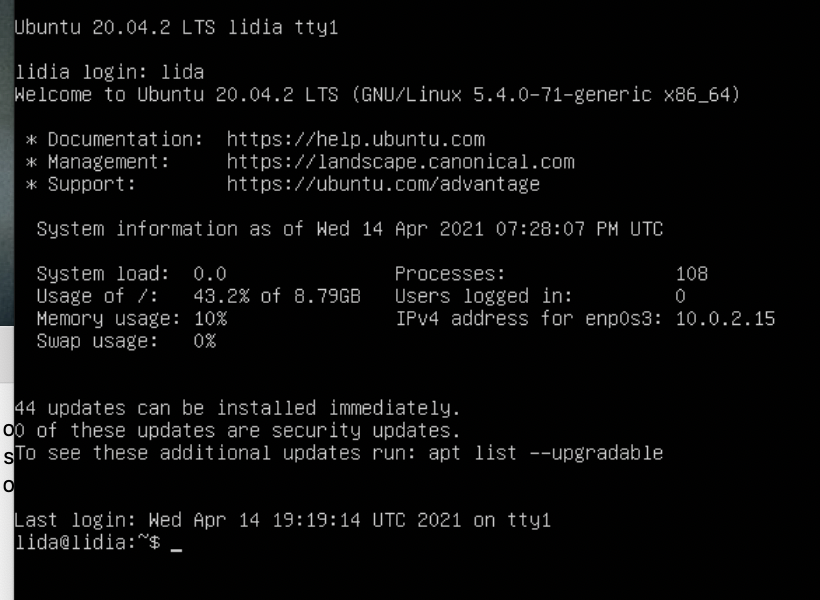 Ubuntu 20.04.2 LTS lidia tty1
lidia login: lida
Welcome to Ubuntu 20.04.2 LTS (GNU/Linux 5.4.0-71-generic x86_64)
* Documentation: https://help.ubuntu.com
* Management: https://landscape.canonical.com
* Support: https://ubuntu.com/advantage
System information as of Wed 14 Apr 2021 07:28:07 PM UTC
System load: 0.0 Processes: 108
Usage of /: 43.2% of 8.79GB Users logged in: 0
Memory usage: 10% IPv4 address for enp0s3: 10.0.2.15
Swap usage: 0%
44 updates can be installed immediately.
0 of these updates are security updates.
To see these additional updates run: apt list --upgradable
Last login: Wed Apr 14 19:19:14 UTC 2021 on tty1
lida@lidia:~$ _